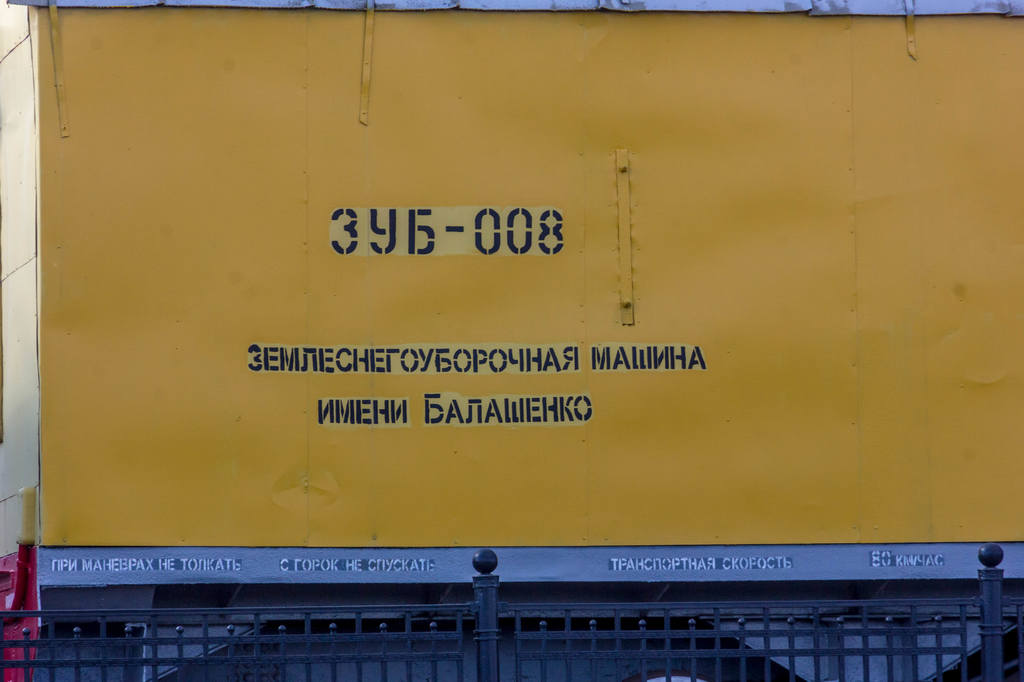 ЗУБ-008
ЗЕМЛЕСНЕГОУБОРОЧНАЯ МАШИНА
ИМЕНИ БАЛАШЕНКО
ПРИ МАНЕВРАХ НЕ ТОЛКАТЬ С ГОРОК НЕ СПУСКАТЬ ТРАНСПОРТНАЯ СКОРОСТЬ 80 КМ/ЧАС